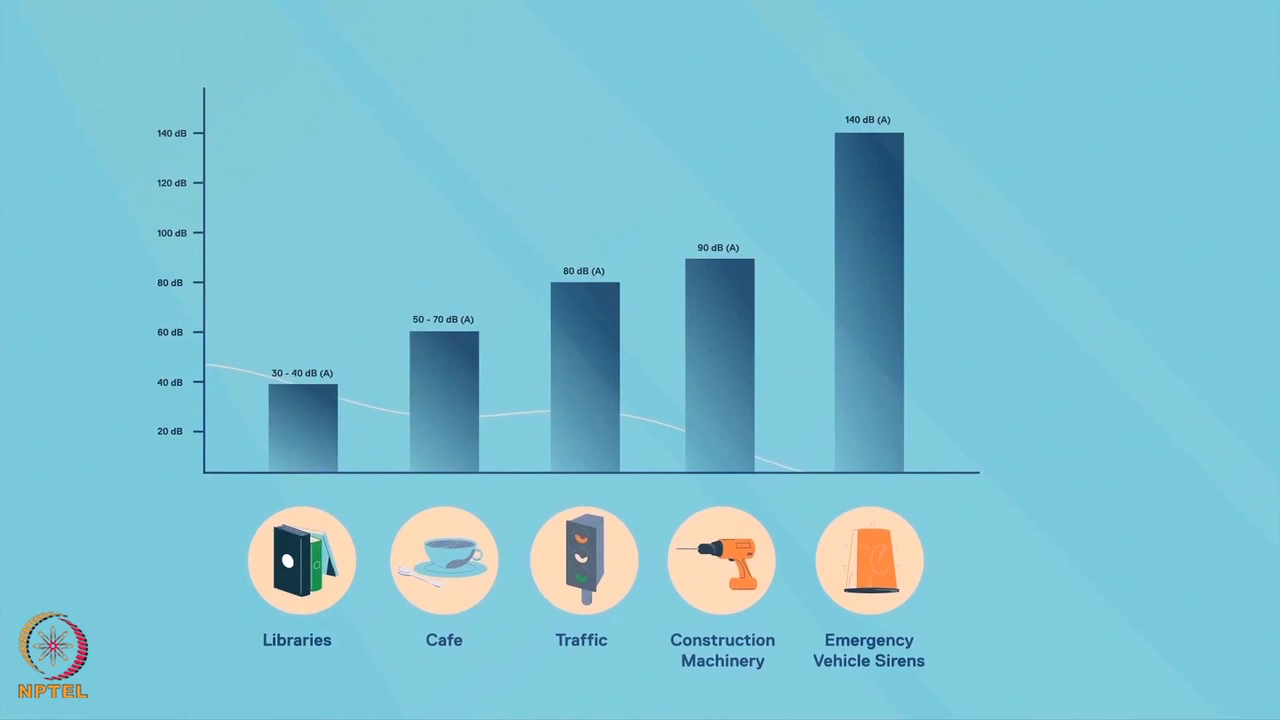 140 dB (A)
140 dB
120 dB
100 dB
90 dB (A)
80 dB (A)
80 dB
50 - 70 dB (A)
60 dB
30 - 40 dB (A)
40 dB
20 dB
Libraries
Cafe
Traffic
Construction
Machinery
Emergency
Vehicle Sirens
NPTEL